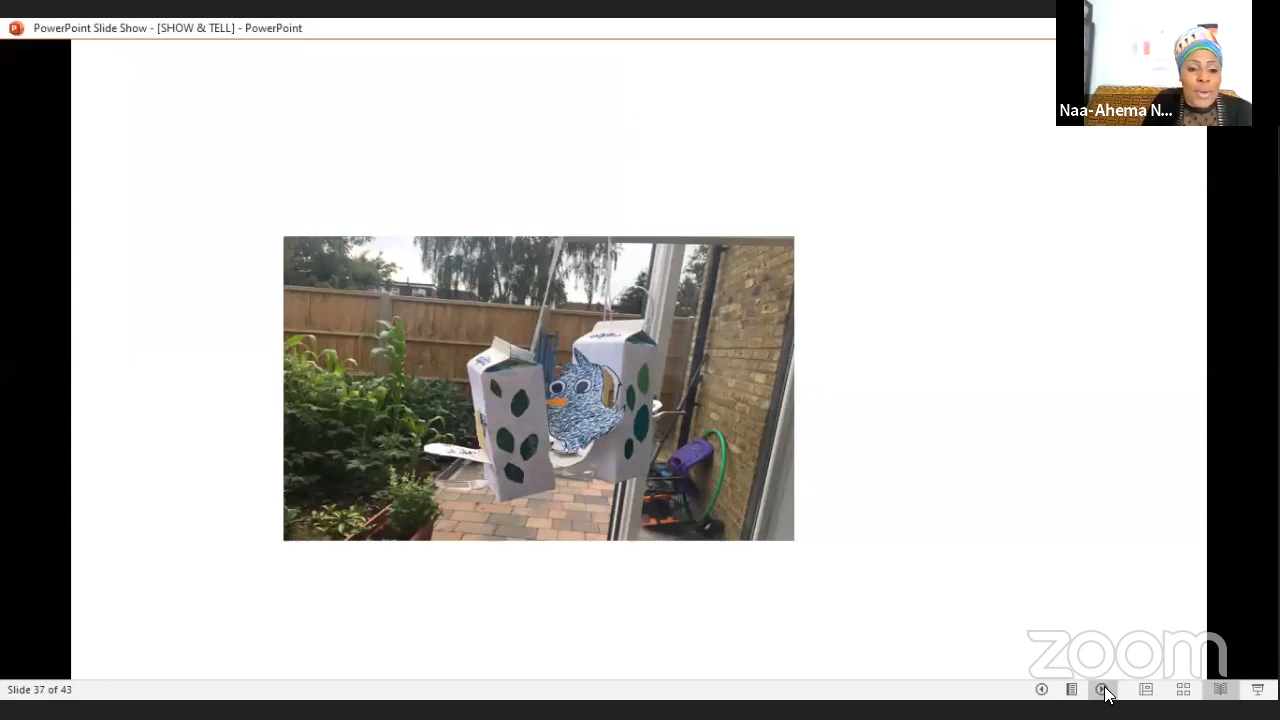 PowerPoint Slide Show - [SHOW & TELL] - PowerPoint
Naa-Ahema N...
zoom
Slide 37 of 43